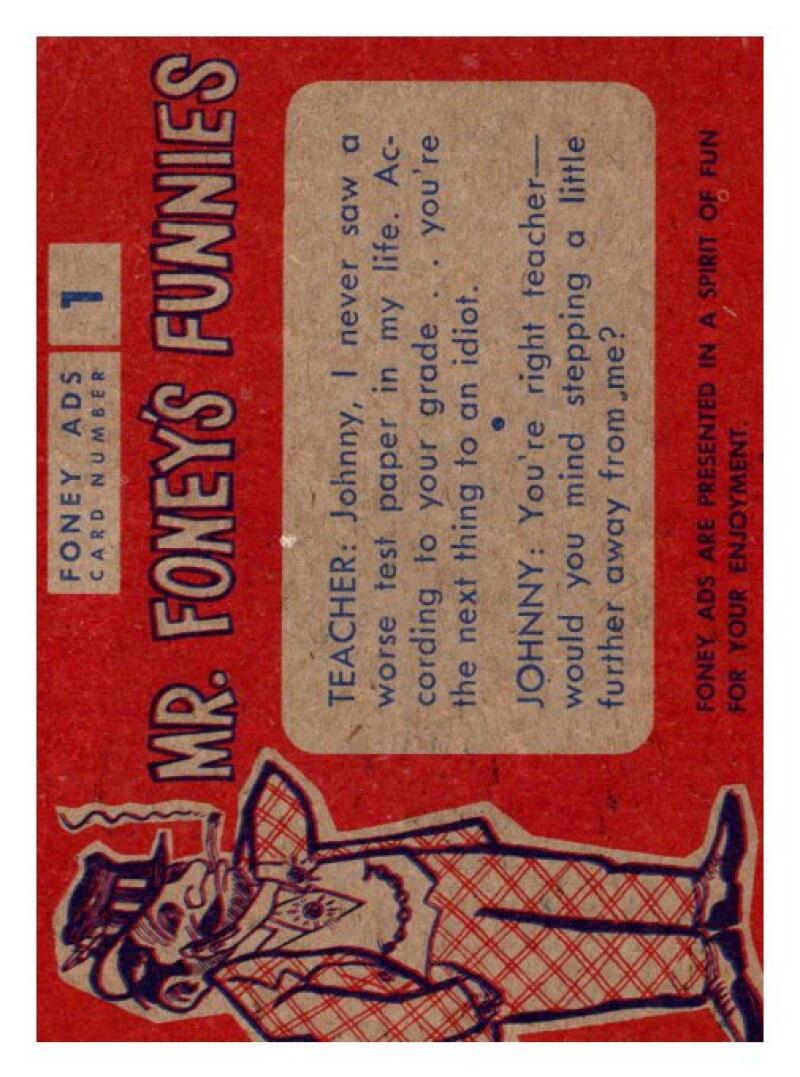 FONEY ADS
CARD NUMBER
1
MR. FONEY'S FUNNIES
TEACHER: Johnny, I never saw a
worse test paper in my life. Ac-
cording to your grade . . . you're
the next thing to an idiot.
JOHNNY: You're right teacher—
would you mind stepping a little
further away from me?
FONEY ADS ARE PRESENTED IN A SPIRIT OF FUN
FOR YOUR ENJOYMENT.